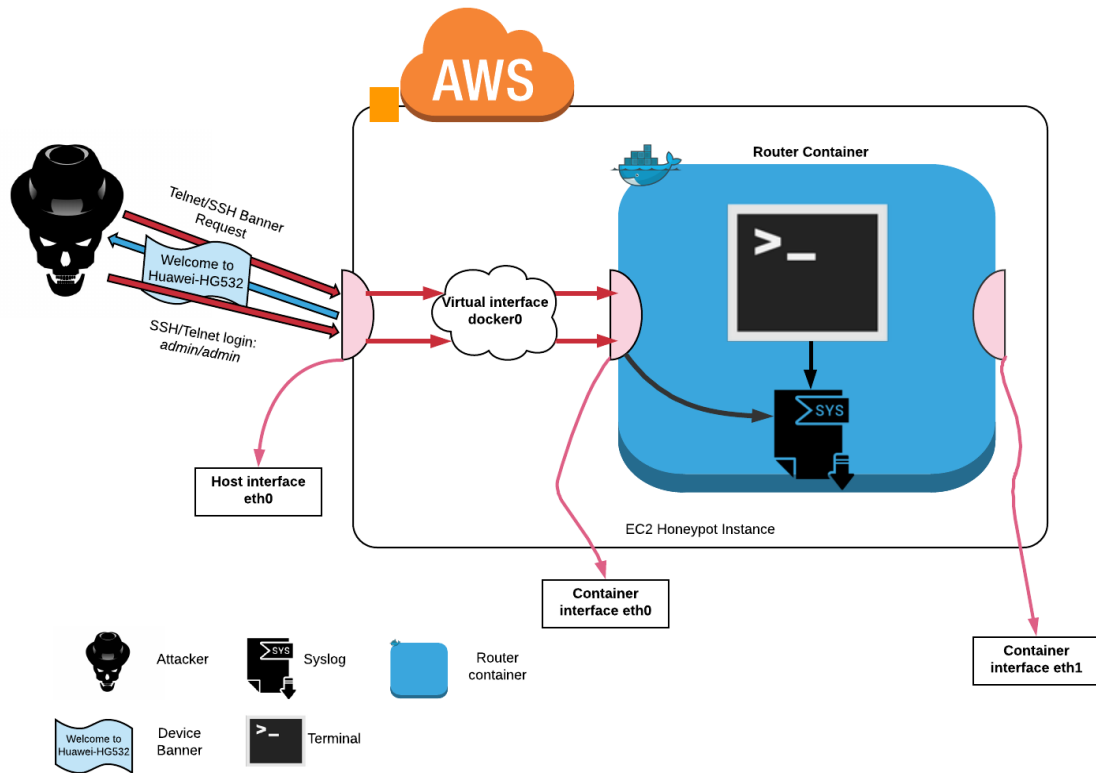 AWS
Router Container
>_
Telnet/SSH Banner
Request
Welcome to
Huawei-HG532
SSH/Telnet login:
admin/admin
Virtual interface
docker0
SYS
Host interface
eth0
EC2 Honeypot Instance
Container
interface eth0
Container
interface eth1
Attacker
SYS
Syslog
Router
container
Welcome to
Huawei-HG532
Device
Banner
>_
Terminal